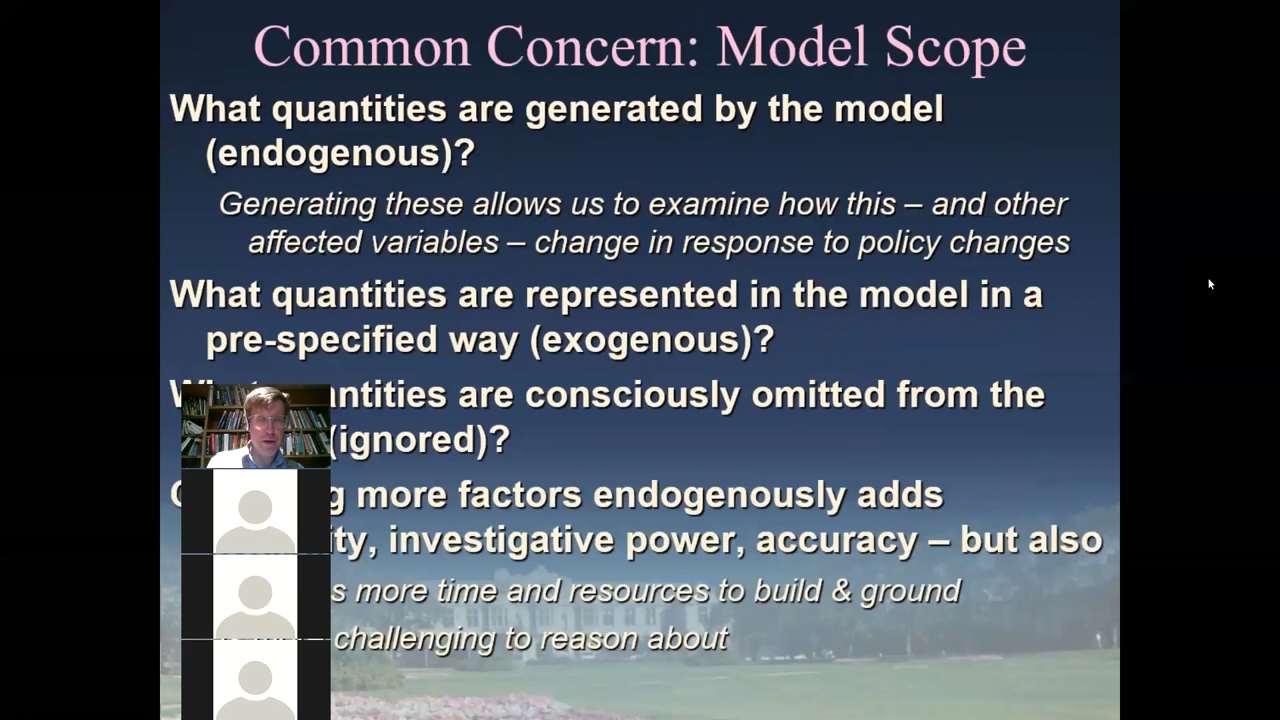 Common Concern: Model Scope
What quantities are generated by the model
(endogenous)?
Generating these allows us to examine how this – and other
affected variables – change in response to policy changes
What quantities are represented in the model in a
pre-specified way (exogenous)?
are consciously omitted from the
(ignored)?
more factors endogenously adds
investigative power, accuracy – but also
more time and resources to build & ground
challenging to reason about